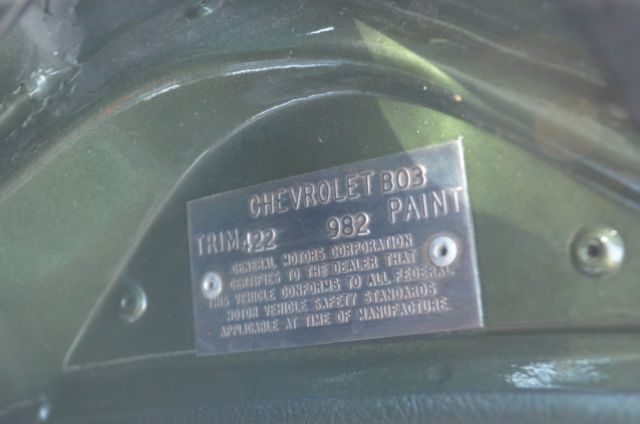 CHEVROLET B03
TRIM 422 982 PAINT
GENERAL MOTORS CORPORATION
CERTIFIES TO THE DEALER THAT
THIS VEHICLE CONFORMS TO ALL FEDERAL
MOTOR VEHICLE SAFETY STANDARDS
APPLICABLE AT TIME OF MANUFACTURE